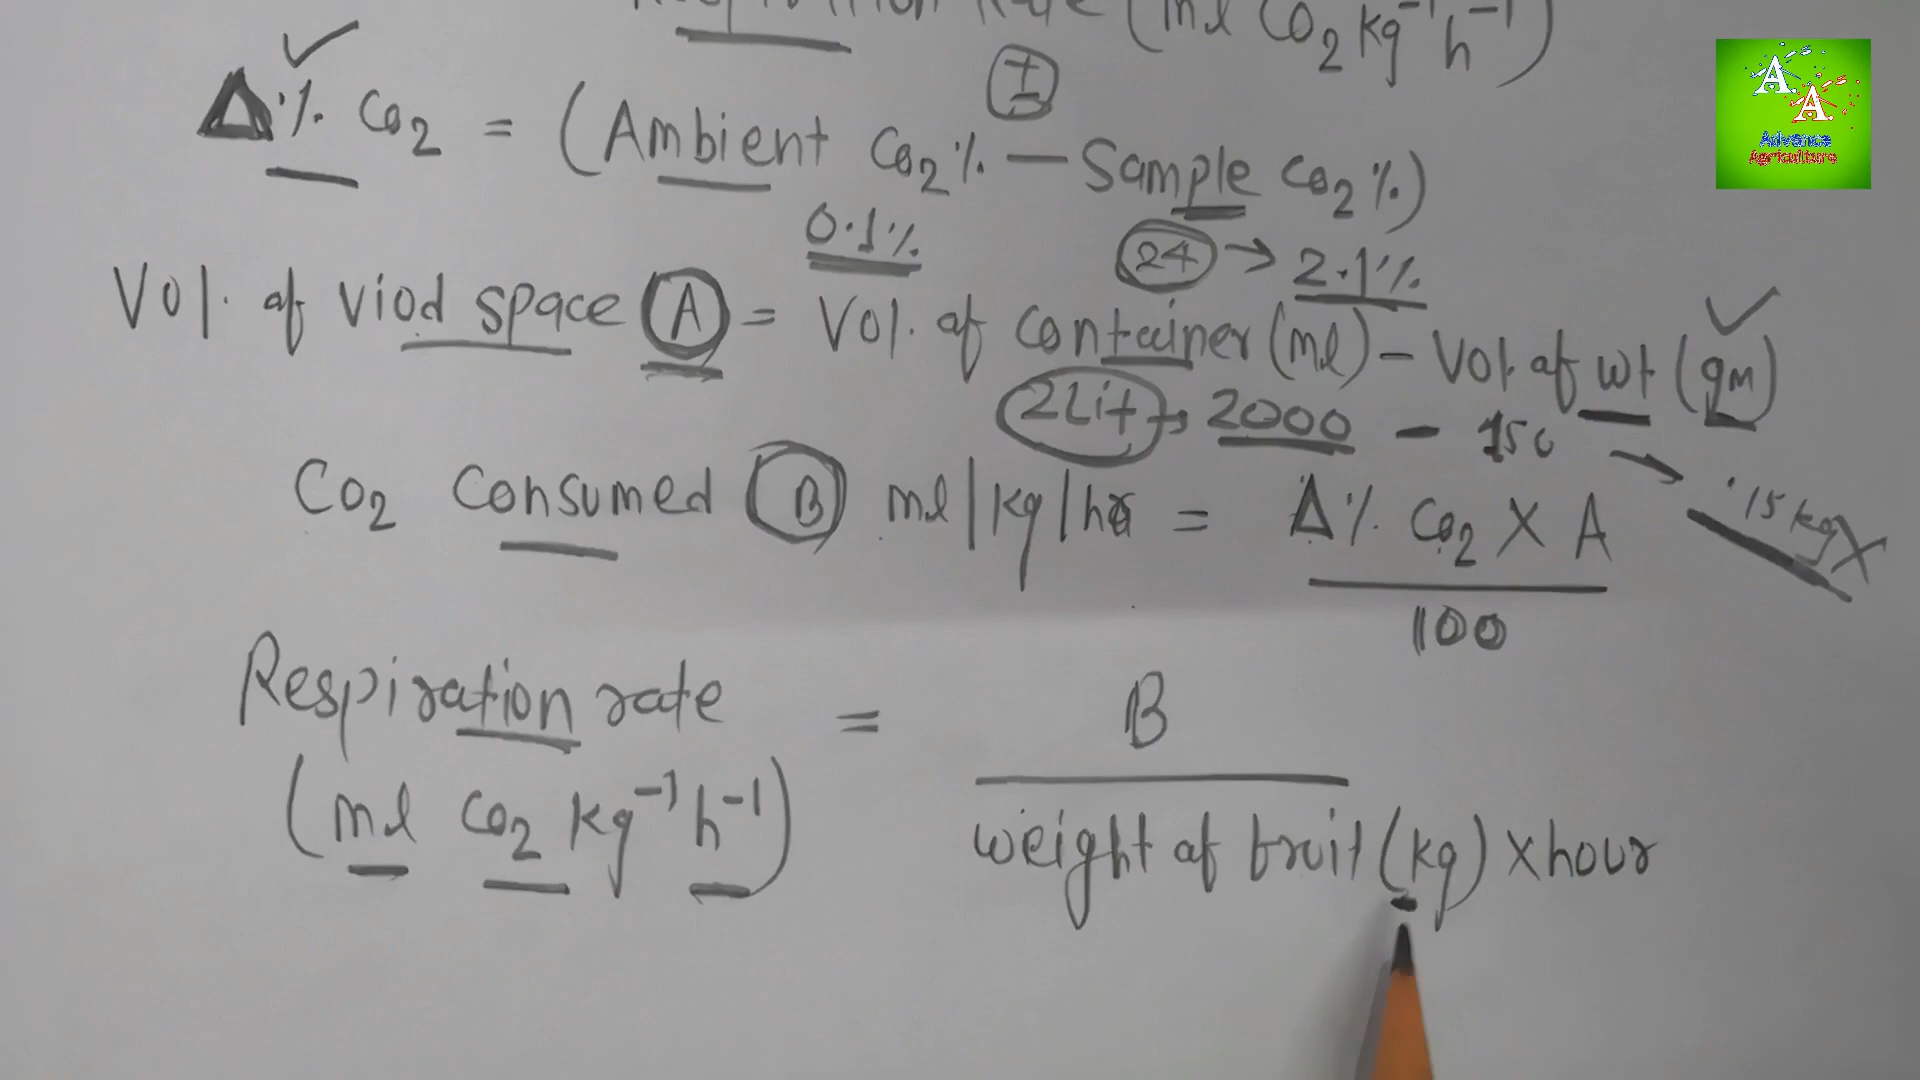 Respiration Rate (ml CO2 kg⁻¹ h⁻¹)
I
Δ% CO2 = (Ambient CO2% - Sample CO2%)
0.1%
24 → 2.1%
Vol. of Viod space A = Vol. of container (ml) - Vol. of wt (gm)
2Lit → 2000 - 150 → .15 kg X
CO2 Consumed B ml/kg/hr = Δ% CO2 X A
100
Respiration rate = B
(ml CO2 kg⁻¹ h⁻¹) weight of fruit (kg) X hour
A A
Advance
Agriculture